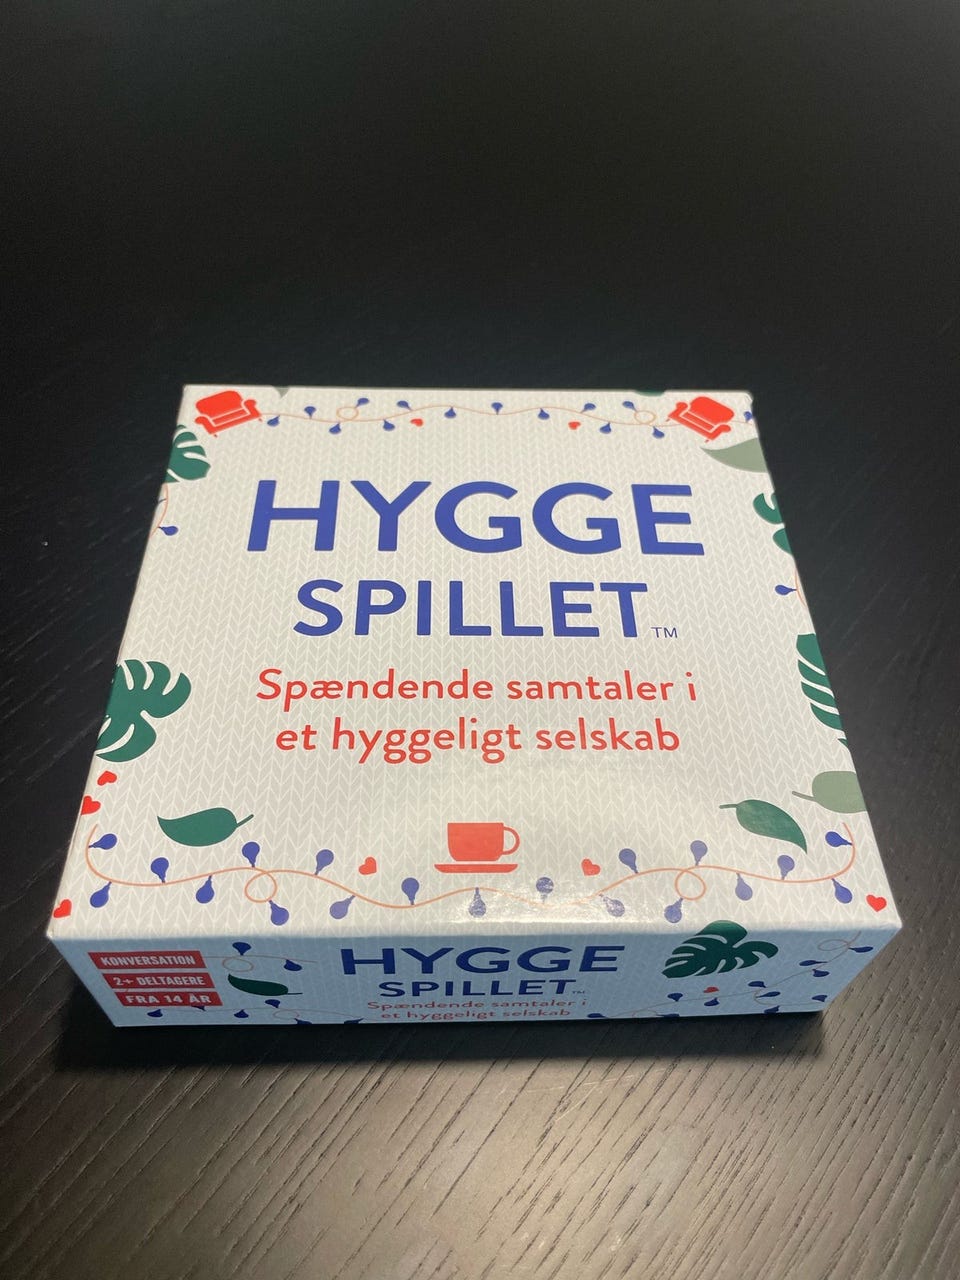 HYGGE
SPILLET™
Spændende samtaler i
et hyggeligt selskab
KONVERSATION
2+ DELTAGERE
FRA 14 ÅR
HYGGE
SPILLET™
Spændende samtaler i
et hyggeligt selskab